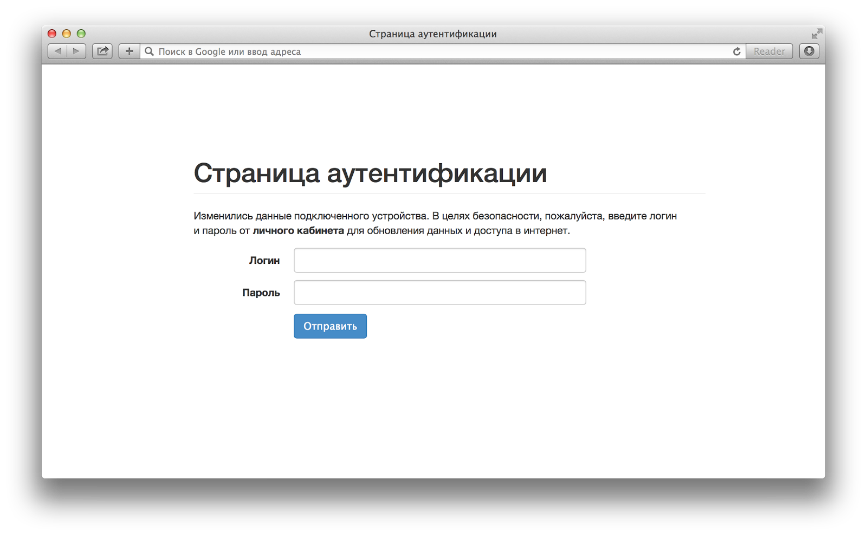 Страница аутентификации
Поиск в Google или ввод адреса
Reader
Страница аутентификации
Изменились данные подключенного устройства. В целях безопасности, пожалуйста, введите логин
и пароль от личного кабинета для обновления данных и доступа в интернет.
Логин
Пароль
Отправить